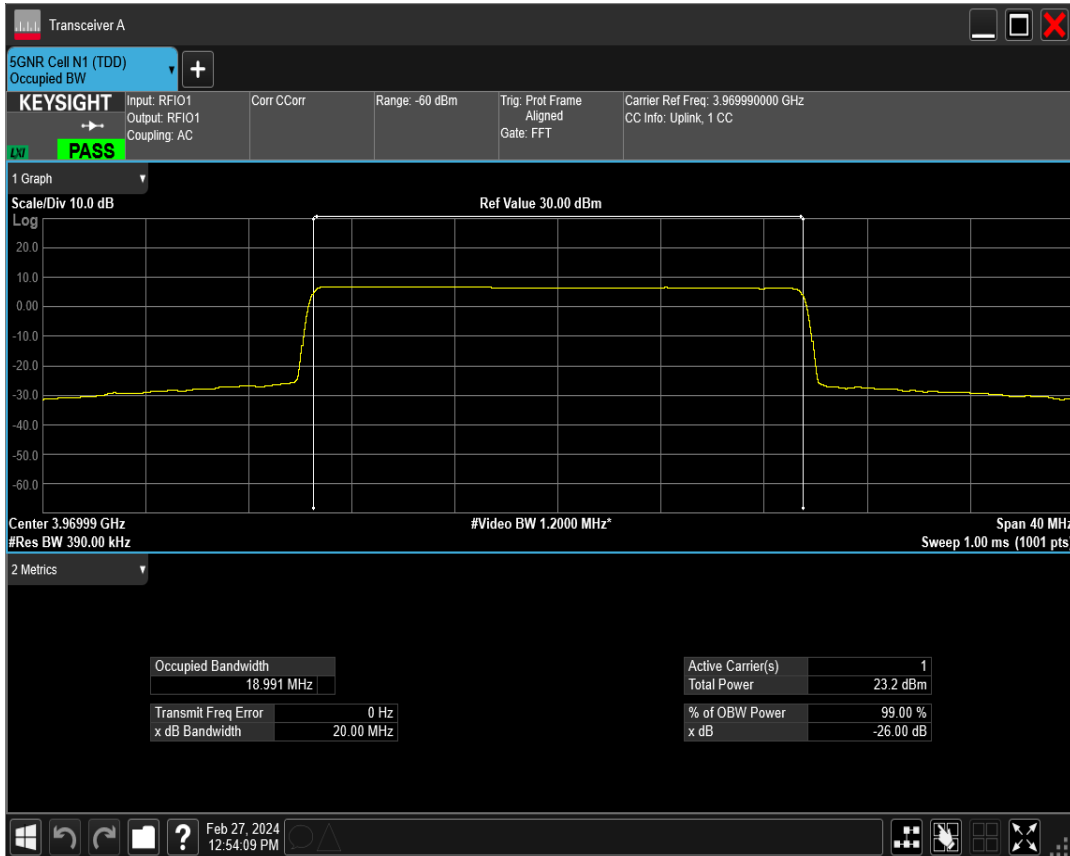 Transceiver A
5GNR Cell N1 (TDD)
Occupied BW
+
KEYSIGHT
LXI
PASS
Input: RFIO1
Output: RFIO1
Coupling: AC
Corr CCorr
Range: -60 dBm
Trig: Prot Frame
Aligned
Gate: FFT
Carrier Ref Freq: 3.969990000 GHz
CC Info: Uplink, 1 CC
1 Graph
Scale/Div 10.0 dB
Ref Value 30.00 dBm
Log
20.0
10.0
0.00
-10.0
-20.0
-30.0
-40.0
-50.0
-60.0
Center 3.96999 GHz
#Video BW 1.2000 MHz*
Span 40 MHz
#Res BW 390.00 kHz
Sweep 1.00 ms (1001 pts)
2 Metrics
Occupied Bandwidth
18.991 MHz
Transmit Freq Error 0 Hz
x dB Bandwidth 20.00 MHz
Active Carrier(s) 1
Total Power 23.2 dBm
% of OBW Power 99.00 %
x dB -26.00 dB
?
Feb 27, 2024
12:54:09 PM